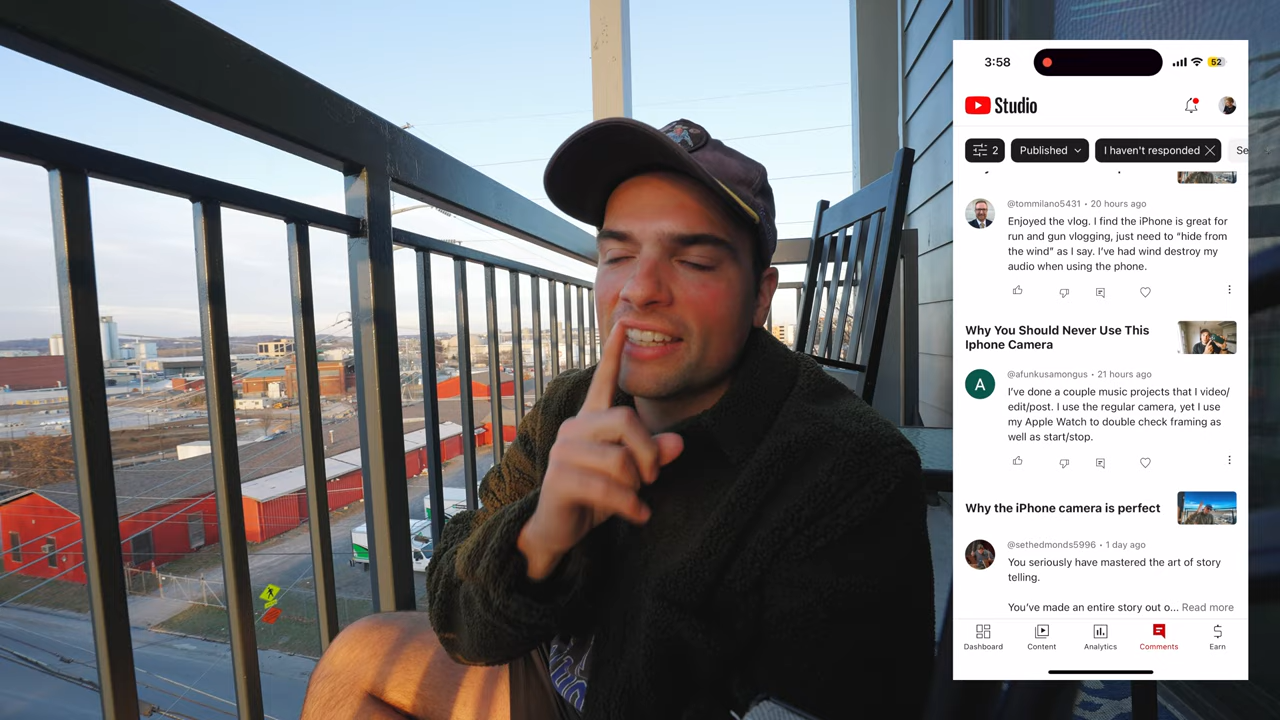 3:58
52
Studio
2
Published
I haven't responded
Se
@tommilano5431 • 20 hours ago
Enjoyed the vlog. I find the iPhone is great for
run and gun vlogging, just need to “hide from
the wind” as I say. I’ve had wind destroy my
audio when using the phone.
Why You Should Never Use This
Iphone Camera
A
@afunkusamongus • 21 hours ago
I’ve done a couple music projects that I video/
edit/post. I use the regular camera, yet I use
my Apple Watch to double check framing as
well as start/stop.
Why the iPhone camera is perfect
@sethedmonds5996 • 1 day ago
You seriously have mastered the art of story
telling.
You’ve made an entire story out o... Read more
Dashboard
Content
Analytics
Comments
Earn